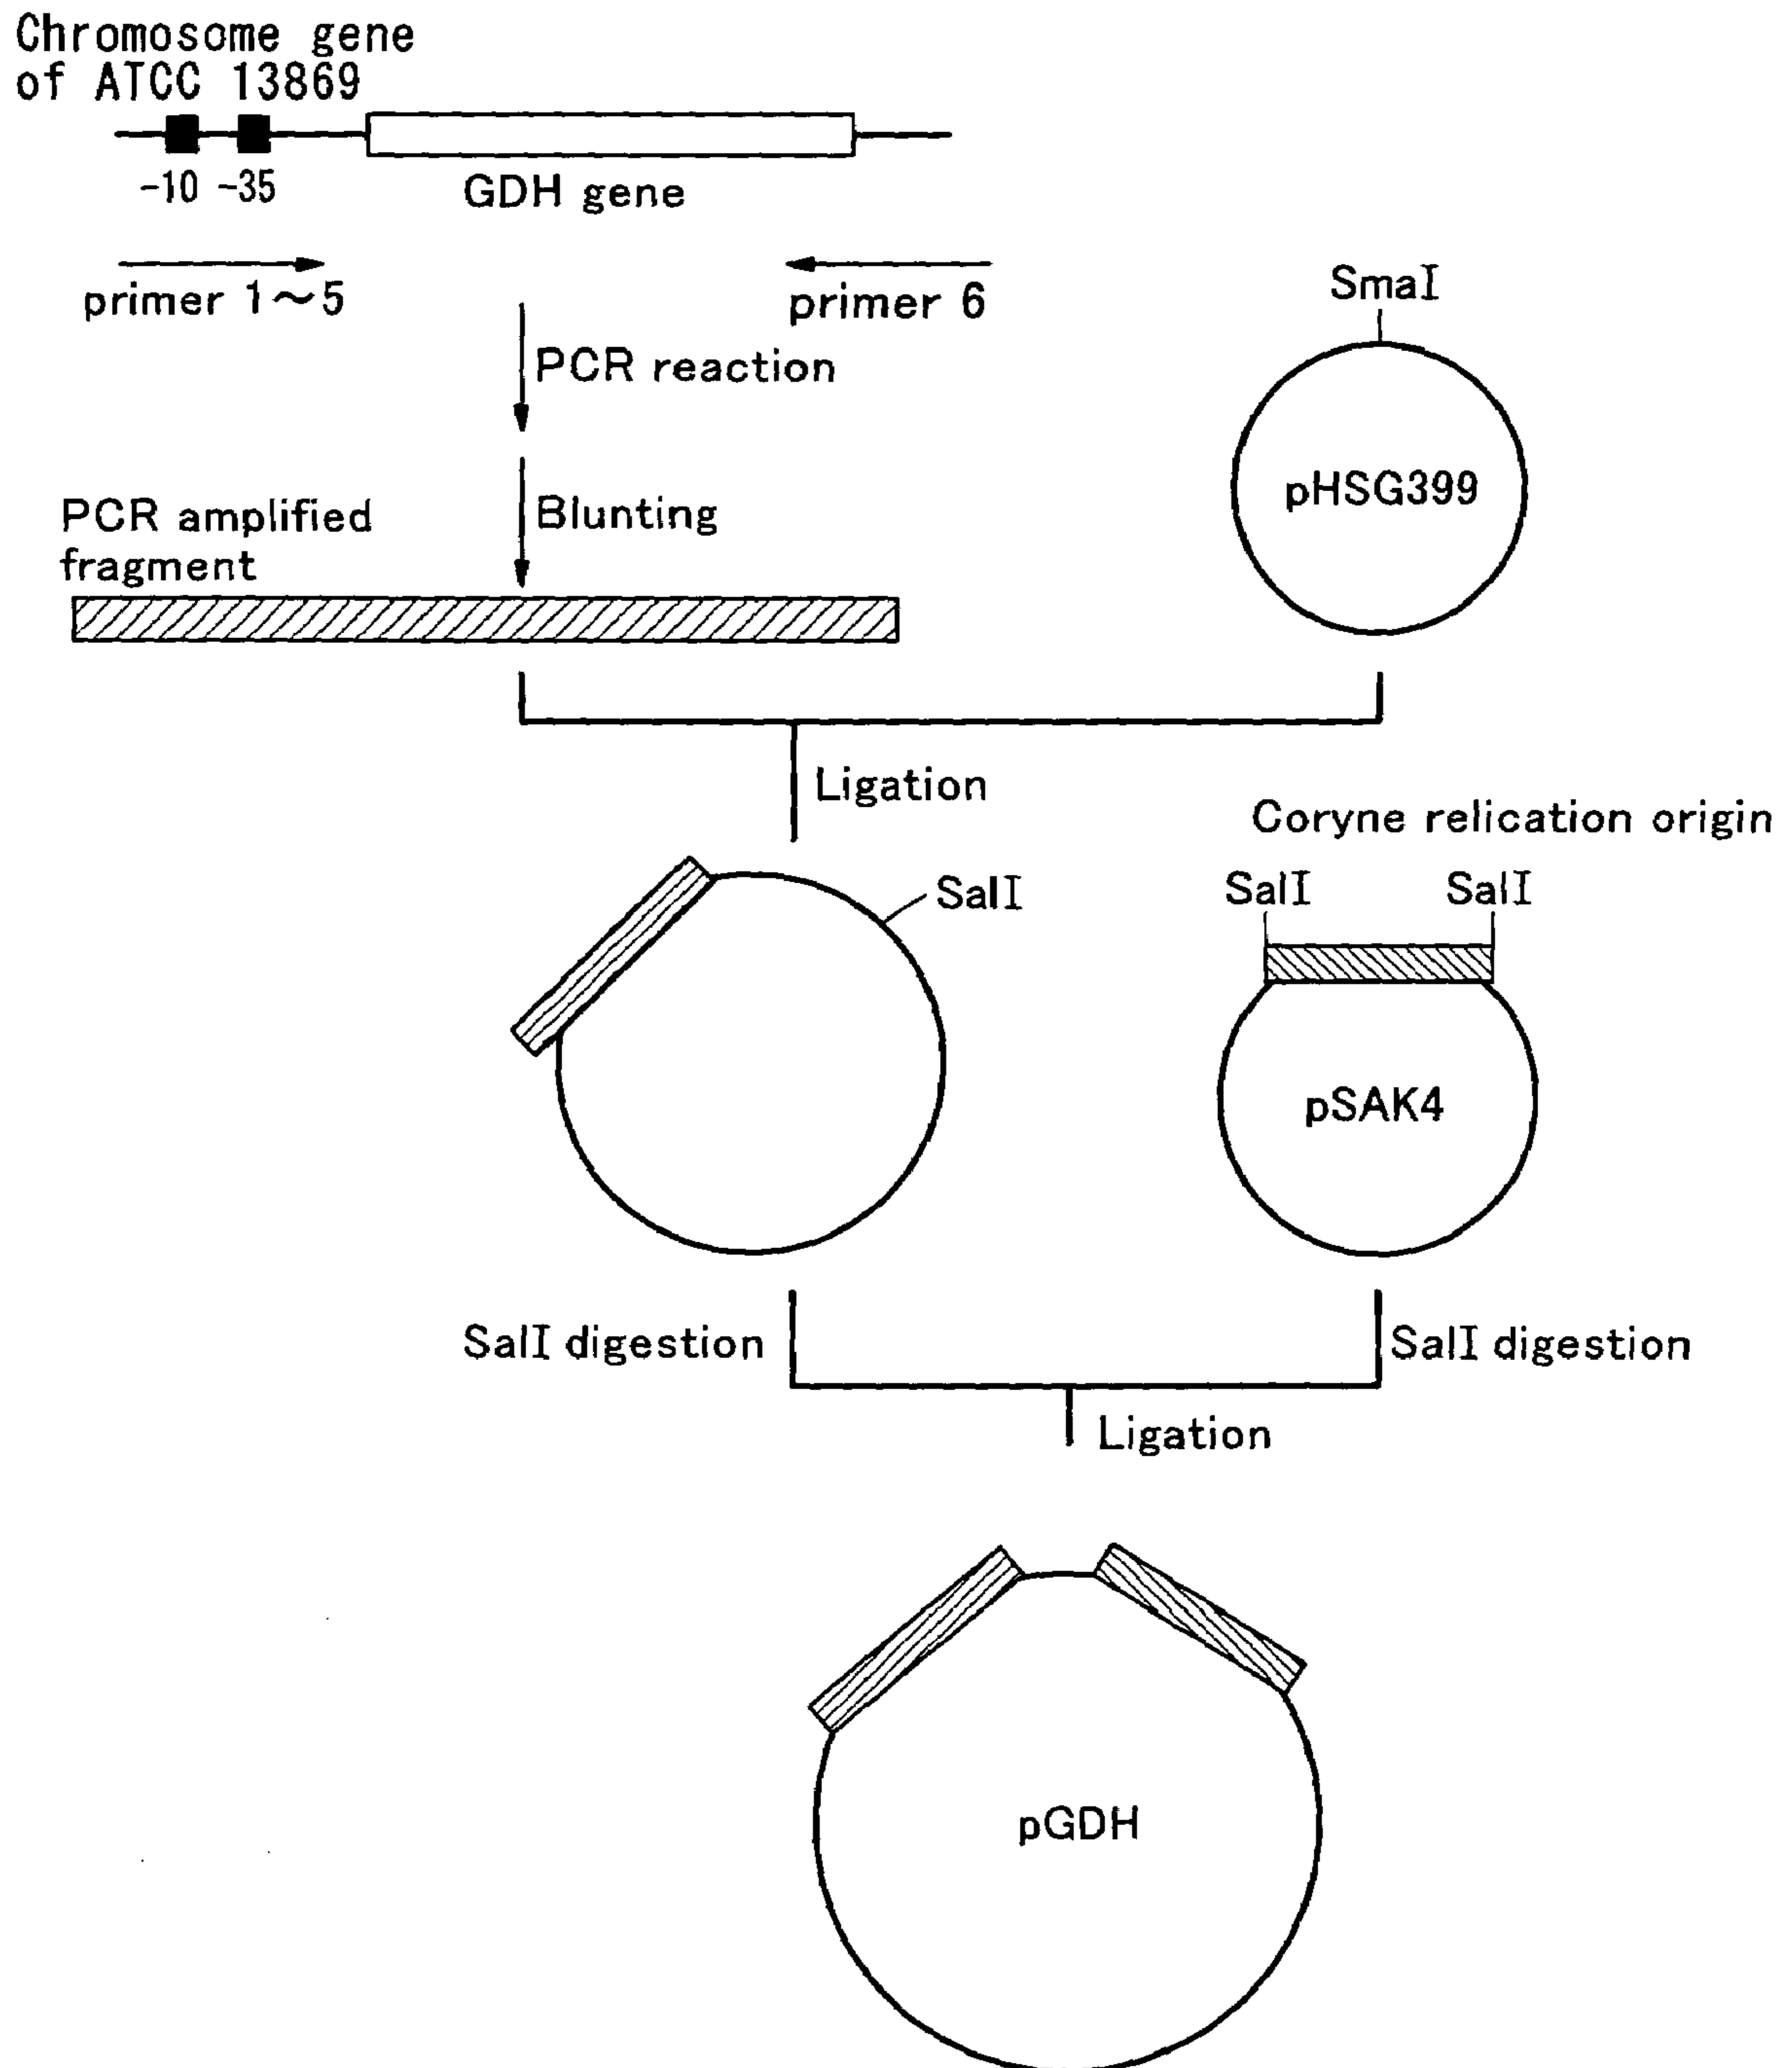 Chromosome gene
of ATCC 13869
-10 -35
GDH gene
primer 1～5
primer 6
SmaI
PCR reaction
pHSG399
Blunting
PCR amplified
fragment
Ligation
Coryne relication origin
SalI
SalI
SalI
pSAK4
SalI digestion
SalI digestion
Ligation
pGDH